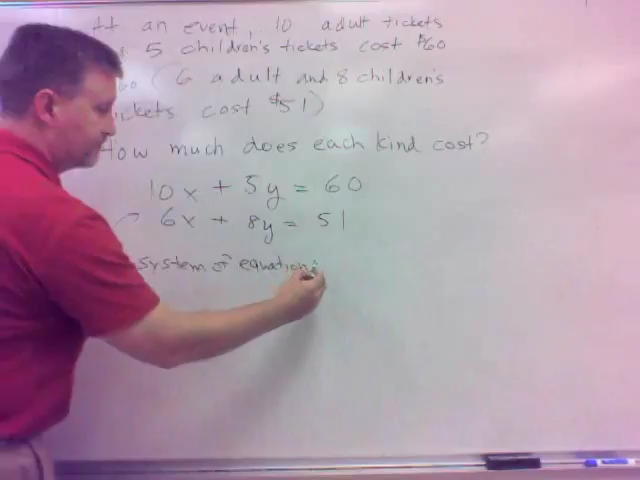 At an event, 10 adult tickets
5 children's tickets cost $60
60 (6 adult and 8 children's
tickets cost $51)
How much does each kind cost?
10x + 5y = 60
6x + 8y = 51
system of equations